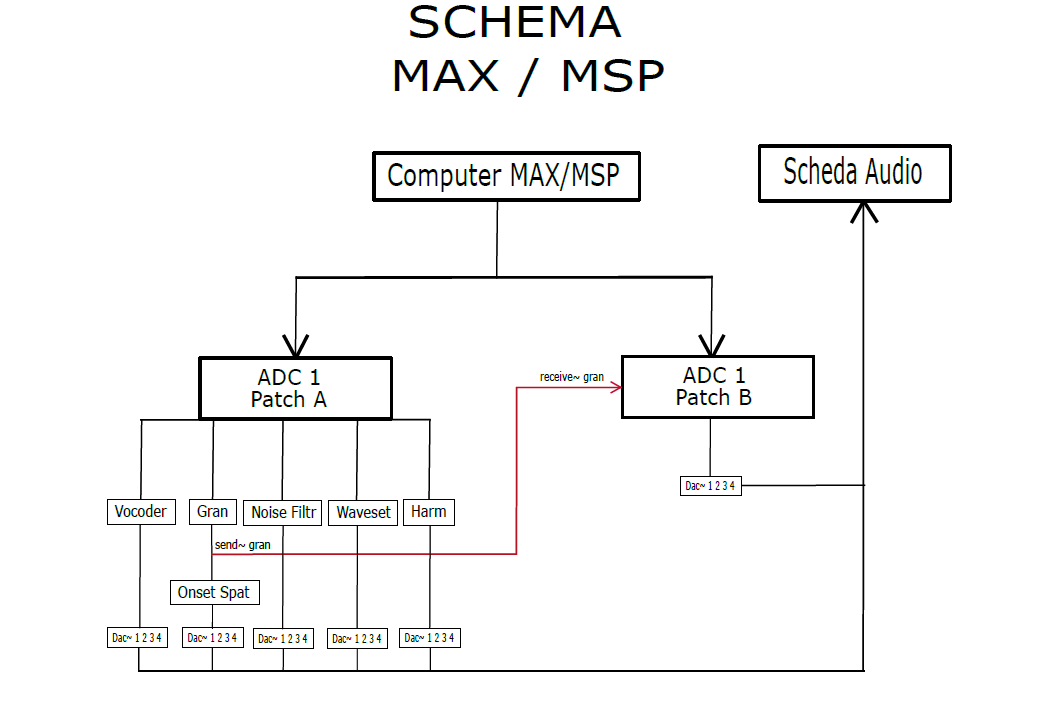 SCHEMA
MAX / MSP
Computer MAX/MSP
Scheda Audio
ADC 1
Patch A
receive~ gran
ADC 1
Patch B
Dac~ 1 2 3 4
Vocoder
Gran
Noise Filtr
Waveset
Harm
send~ gran
Onset Spat
Dac~ 1 2 3 4
Dac~ 1 2 3 4
Dac~ 1 2 3 4
Dac~ 1 2 3 4
Dac~ 1 2 3 4